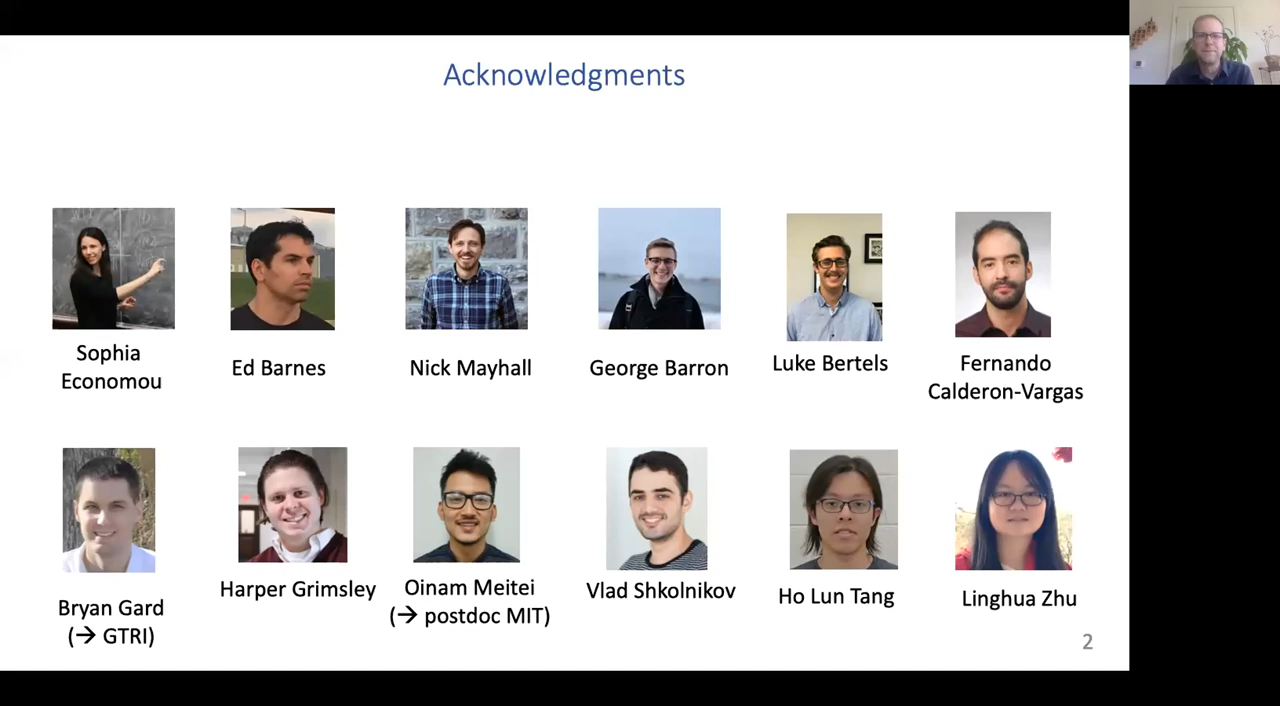 Acknowledgments
Sophia
Economou
Ed Barnes
Nick Mayhall
George Barron
Luke Bertels
Fernando
Calderon-Vargas
Bryan Gard
(→ GTRI)
Harper Grimsley
Oinam Meitei
(→ postdoc MIT)
Vlad Shkolnikov
Ho Lun Tang
Linghua Zhu
2